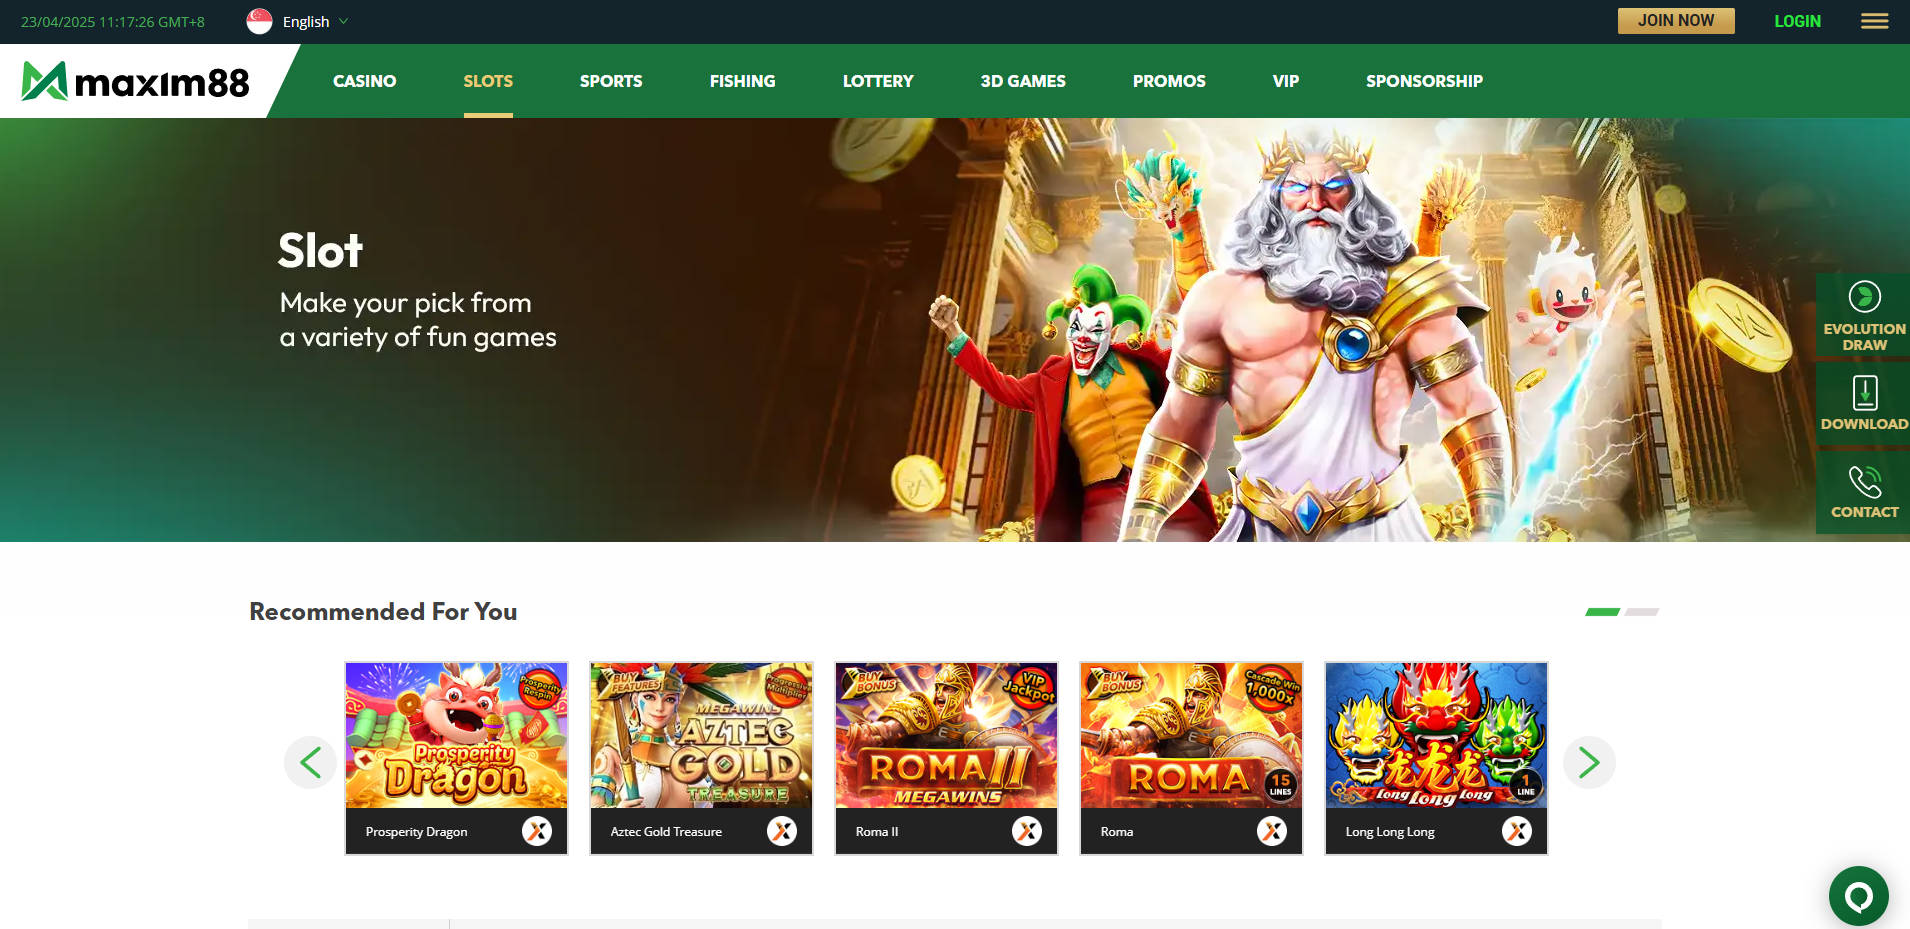 23/04/2025 11:17:26 GMT+8
English
JOIN NOW
LOGIN
maxim88
CASINO
SLOTS
SPORTS
FISHING
LOTTERY
3D GAMES
PROMOS
VIP
SPONSORSHIP
Slot
Make your pick from
a variety of fun games
EVOLUTION
DRAW
DOWNLOAD
CONTACT
Recommended For You
Prosperity
Respin
Prosperity
Dragon
Prosperity Dragon
BUY
FEATURES
Progressive
Multiplier
MEGAWINS
AZTEC
GOLD
TREASURE
Aztec Gold Treasure
BUY
BONUS
VIP
Jackpot
ROMA II
MEGAWINS
Roma II
BUY
BONUS
Cascade Win
1,000x
ROMA
15
LINES
Roma
龙龙龙
Long Long Long
1
LINE
Long Long Long